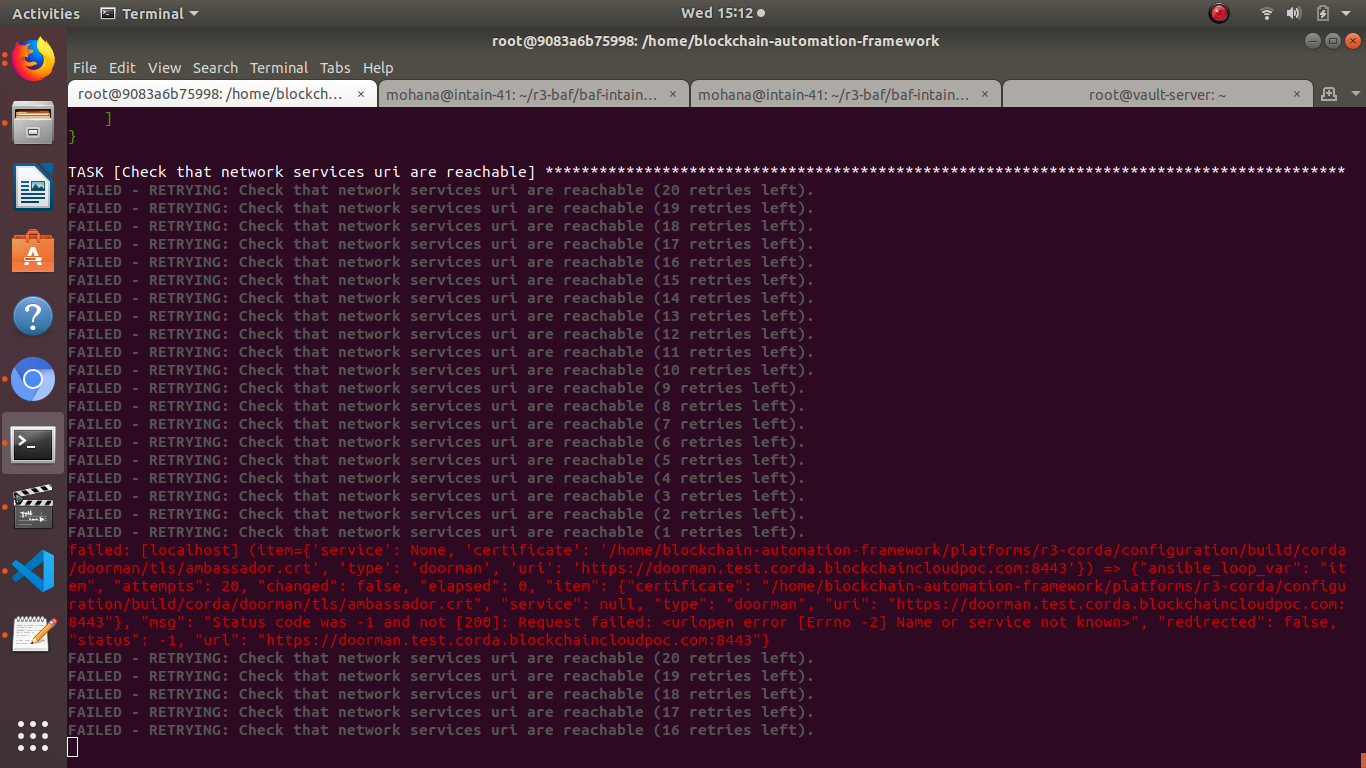 Activities
Terminal
Wed 15:12
root@9083a6b75998: /home/blockchain-automation-framework
File Edit View Search Terminal Tabs Help
root@9083a6b75998: /home/blockch... ×
mohana@intain-41: ~/r3-baf/baf-intain... ×
mohana@intain-41: ~/r3-baf/baf-intain... ×
root@vault-server: ~ ×
]
}
TASK [Check that network services uri are reachable] *****************************************************************************************
FAILED - RETRYING: Check that network services uri are reachable (20 retries left).
FAILED - RETRYING: Check that network services uri are reachable (19 retries left).
FAILED - RETRYING: Check that network services uri are reachable (18 retries left).
FAILED - RETRYING: Check that network services uri are reachable (17 retries left).
FAILED - RETRYING: Check that network services uri are reachable (16 retries left).
FAILED - RETRYING: Check that network services uri are reachable (15 retries left).
FAILED - RETRYING: Check that network services uri are reachable (14 retries left).
FAILED - RETRYING: Check that network services uri are reachable (13 retries left).
FAILED - RETRYING: Check that network services uri are reachable (12 retries left).
FAILED - RETRYING: Check that network services uri are reachable (11 retries left).
FAILED - RETRYING: Check that network services uri are reachable (10 retries left).
FAILED - RETRYING: Check that network services uri are reachable (9 retries left).
FAILED - RETRYING: Check that network services uri are reachable (8 retries left).
FAILED - RETRYING: Check that network services uri are reachable (7 retries left).
FAILED - RETRYING: Check that network services uri are reachable (6 retries left).
FAILED - RETRYING: Check that network services uri are reachable (5 retries left).
FAILED - RETRYING: Check that network services uri are reachable (4 retries left).
FAILED - RETRYING: Check that network services uri are reachable (3 retries left).
FAILED - RETRYING: Check that network services uri are reachable (2 retries left).
FAILED - RETRYING: Check that network services uri are reachable (1 retries left).
failed: [localhost] (item={'service': None, 'certificate': '/home/blockchain-automation-framework/platforms/r3-corda/configuration/build/corda
/doorman/tls/ambassador.crt', 'type': 'doorman', 'uri': 'https://doorman.test.corda.blockchaincloudpoc.com:8443'}) => {"ansible_loop_var": "it
em", "attempts": 20, "changed": false, "elapsed": 0, "item": {"certificate": "/home/blockchain-automation-framework/platforms/r3-corda/configu
ration/build/corda/doorman/tls/ambassador.crt", "service": null, "type": "doorman", "uri": "https://doorman.test.corda.blockchaincloudpoc.com:
8443"}, "msg": "Status code was -1 and not [200]: Request failed: <urlopen error [Errno -2] Name or service not known>", "redirected": false,
"status": -1, "url": "https://doorman.test.corda.blockchaincloudpoc.com:8443"}
FAILED - RETRYING: Check that network services uri are reachable (20 retries left).
FAILED - RETRYING: Check that network services uri are reachable (19 retries left).
FAILED - RETRYING: Check that network services uri are reachable (18 retries left).
FAILED - RETRYING: Check that network services uri are reachable (17 retries left).
FAILED - RETRYING: Check that network services uri are reachable (16 retries left).